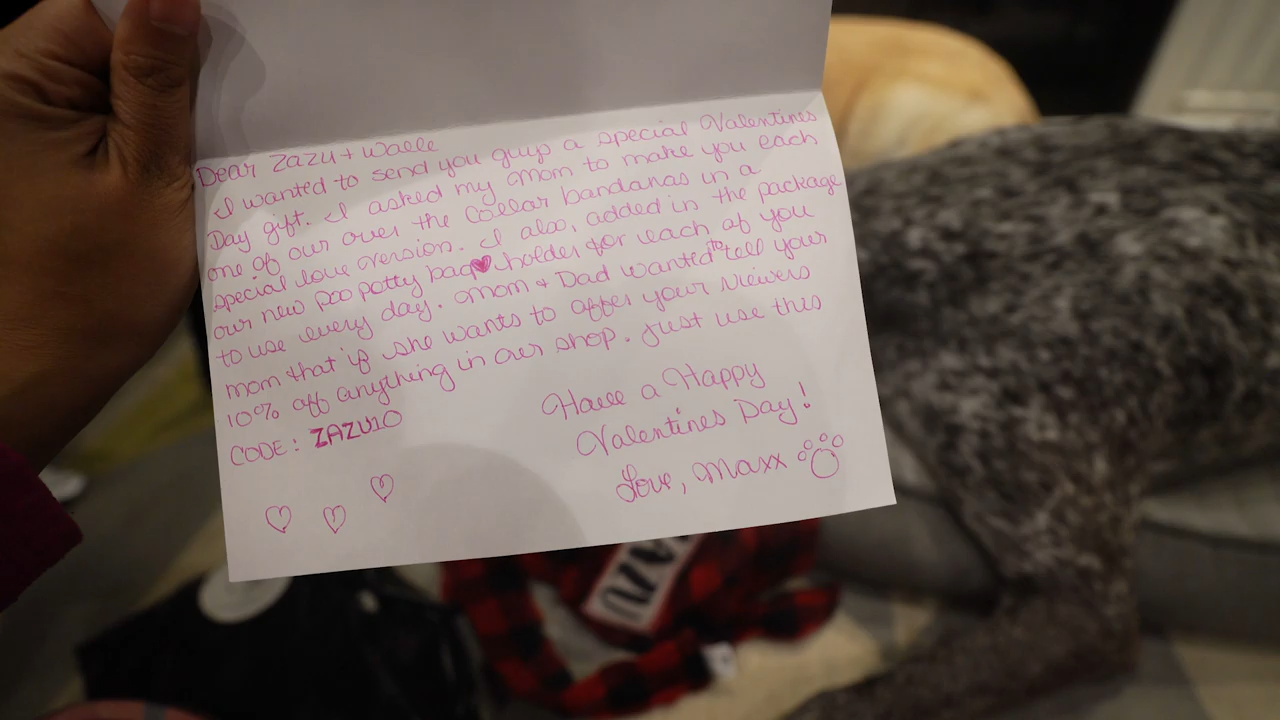 Dear Zazu + Walle
I wanted to send you guys a special Valentines
Day gift. I asked my mom to make you each
one of our over the Collar bandanas in a
special love version. I also, added in the package
our new poo potty bag holder for each of you
to use every day. Mom + Dad wanted to tell your
mom that if she wants to offer your viewers
10% off anything in our shop. Just use this
CODE: ZAZU10
Have a Happy
Valentines Day!
Love, Maxx
ZAZU